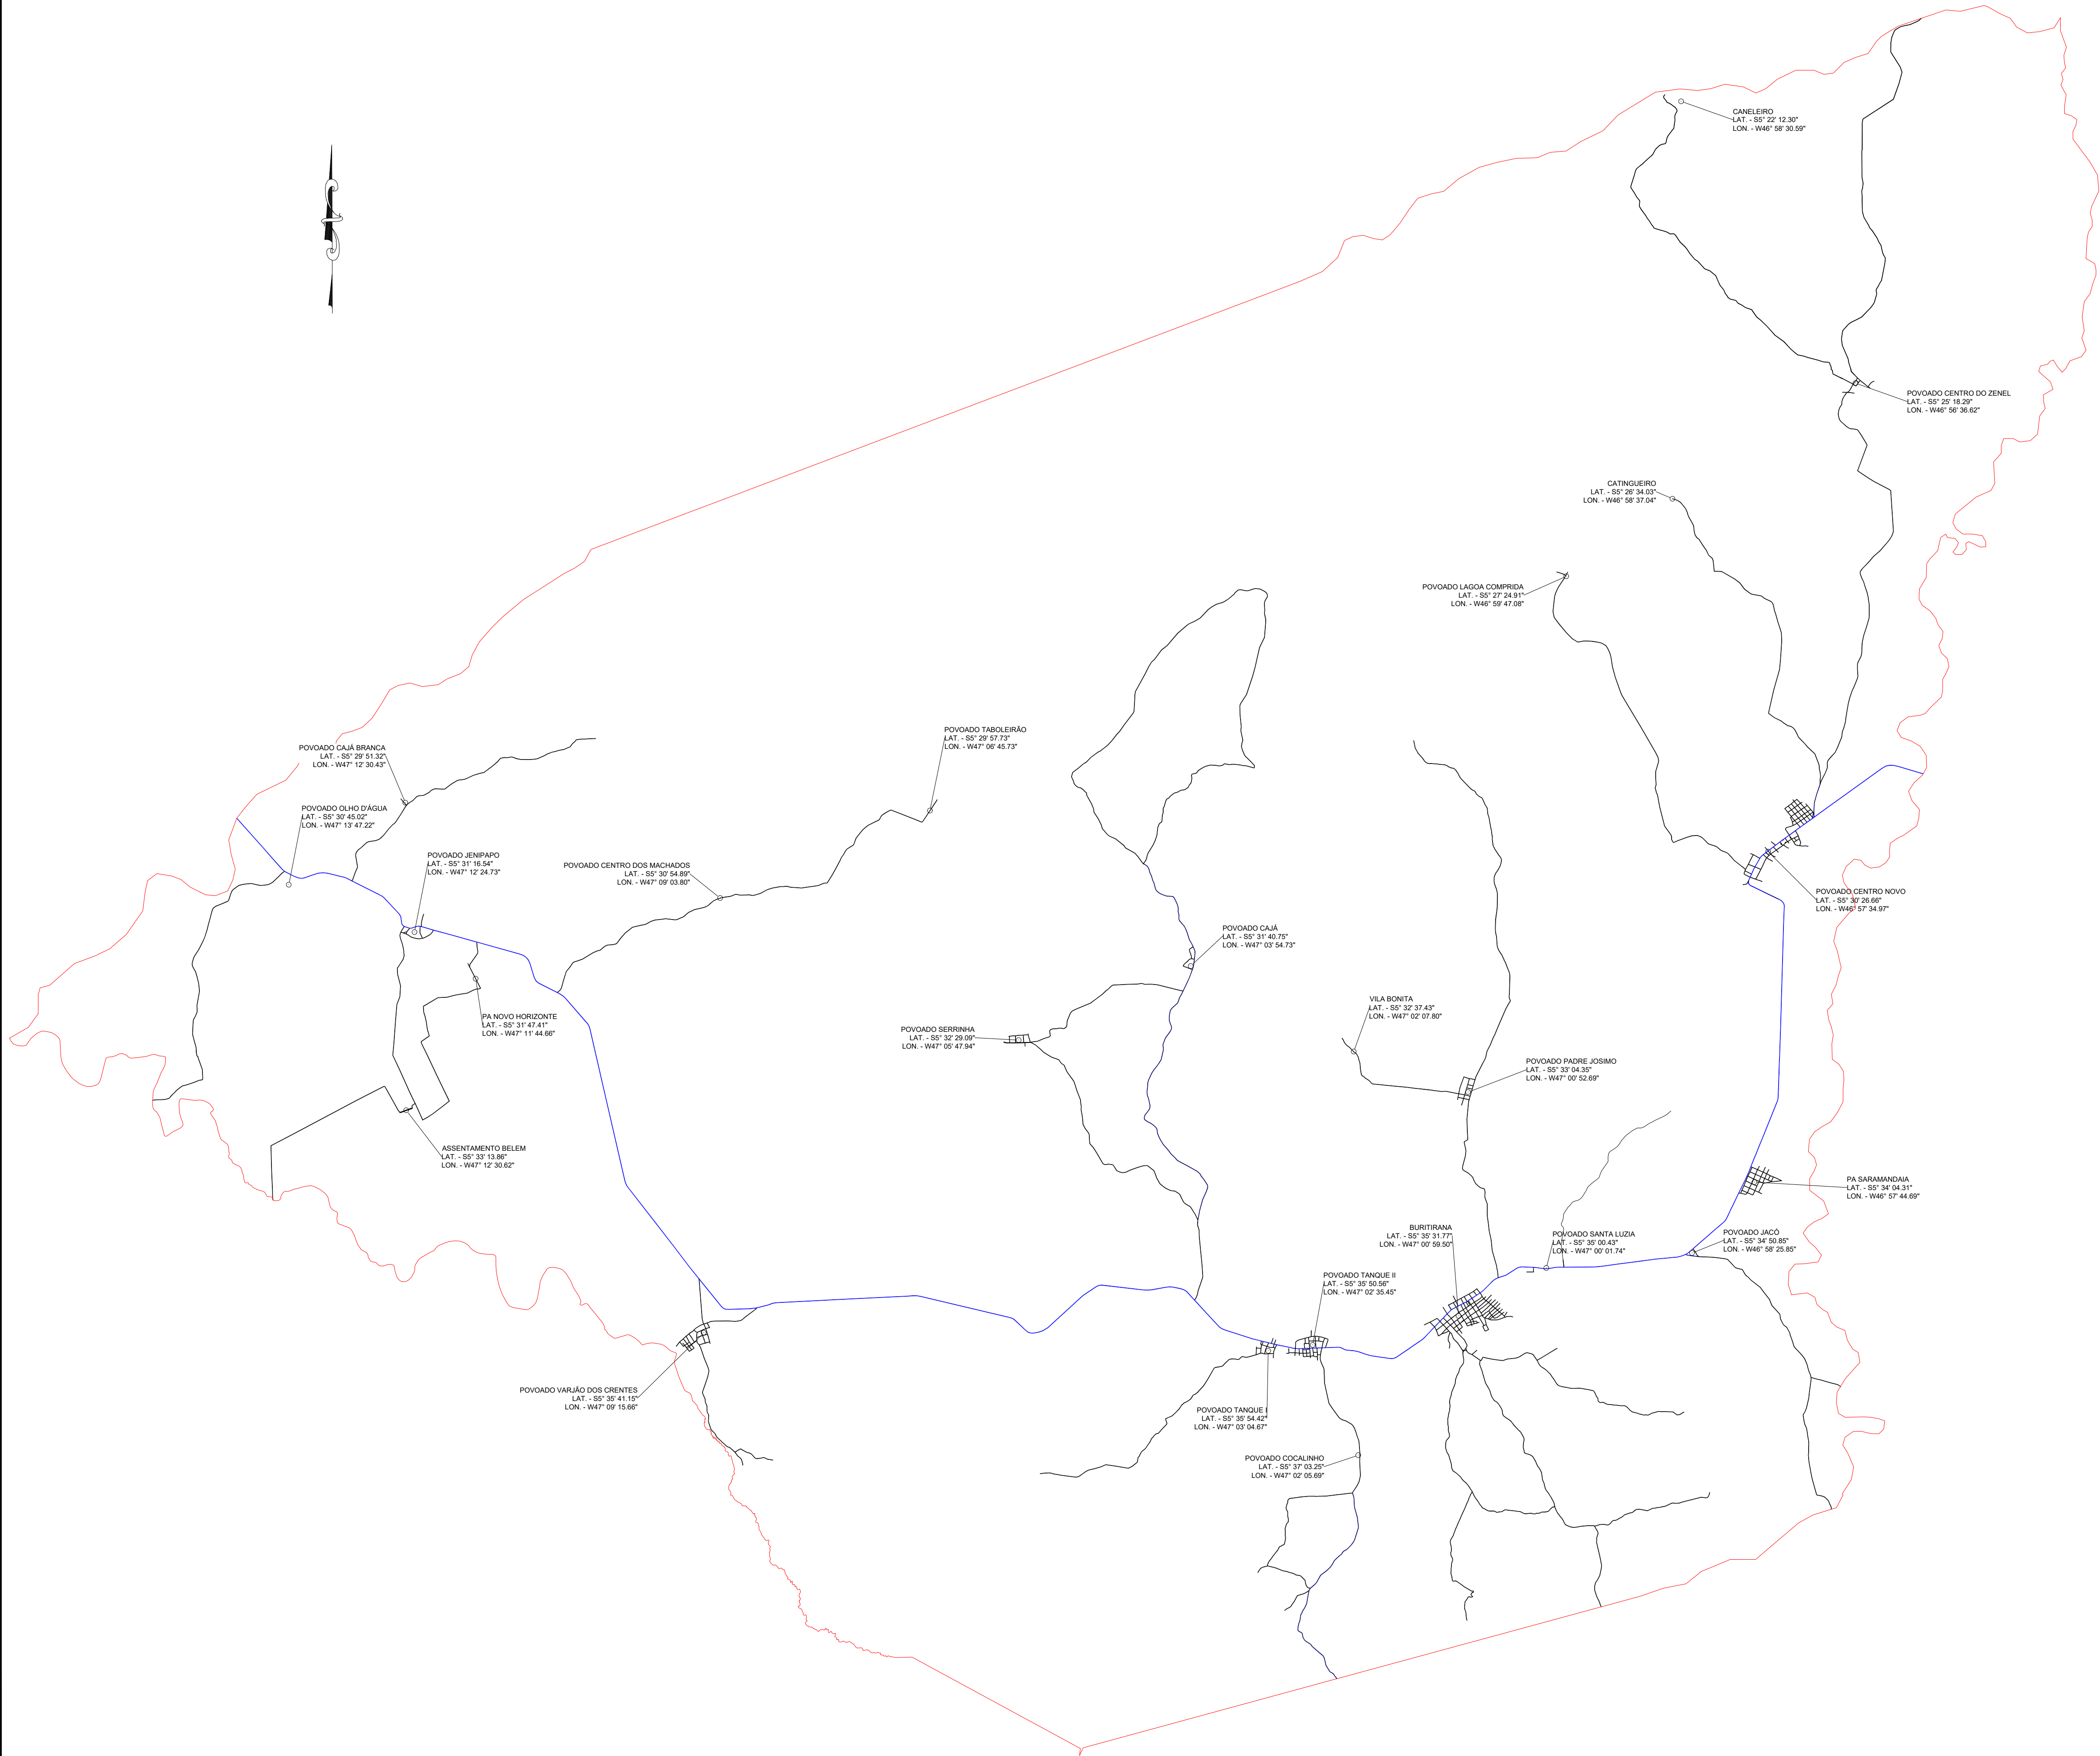 CANELEIRO
LAT. - S5° 22' 12.30"
LON. - W46° 58' 30.59"
POVOADO CENTRO DO ZENEL
LAT. - S5° 25' 18.29"
LON. - W46° 56' 36.62"
CATINGUEIRO
LAT. - S5° 26' 34.03"
LON. - W46° 58' 37.04"
POVOADO LAGOA COMPRIDA
LAT. - S5° 27' 24.91"
LON. - W46° 59' 47.08"
POVOADO TABOLEIRÃO
LAT. - S5° 29' 57.73"
LON. - W47° 06' 45.73"
POVOADO CAJÁ BRANCA
LAT. - S5° 29' 51.32"
LON. - W47° 12' 30.43"
POVOADO OLHO D'ÁGUA
LAT. - S5° 30' 45.02"
LON. - W47° 13' 47.22"
POVOADO JENIPAPO
LAT. - S5° 31' 16.54"
LON. - W47° 12' 24.73"
POVOADO CENTRO DOS MACHADOS
LAT. - S5° 30' 54.89"
LON. - W47° 09' 03.80"
POVOADO CENTRO NOVO
LAT. - S5° 30' 26.66"
LON. - W46° 57' 34.97"
POVOADO CAJÁ
LAT. - S5° 31' 40.75"
LON. - W47° 03' 54.73"
PA NOVO HORIZONTE
LAT. - S5° 31' 47.41"
LON. - W47° 11' 44.66"
POVOADO SERRINHA
LAT. - S5° 32' 29.09"
LON. - W47° 05' 47.94"
VILA BONITA
LAT. - S5° 32' 37.43"
LON. - W47° 02' 07.80"
POVOADO PADRE JOSIMO
LAT. - S5° 33' 04.35"
LON. - W47° 00' 52.69"
ASSENTAMENTO BELEM
LAT. - S5° 33' 13.86"
LON. - W47° 12' 30.62"
PA SARAMANDAIA
LAT. - S5° 34' 04.31"
LON. - W46° 57' 44.69"
BURITIRANA
LAT. - S5° 35' 31.77"
LON. - W47° 00' 59.50"
POVOADO SANTA LUZIA
LAT. - S5° 35' 00.43"
LON. - W47° 00' 01.74"
POVOADO JACÓ
LAT. - S5° 34' 50.85"
LON. - W46° 58' 25.85"
POVOADO TANQUE II
LAT. - S5° 35' 50.56"
LON. - W47° 02' 35.45"
POVOADO VARJÃO DOS CRENTES
LAT. - S5° 35' 41.15"
LON. - W47° 09' 15.66"
POVOADO TANQUE I
LAT. - S5° 35' 54.42"
LON. - W47° 03' 04.67"
POVOADO COCALINHO
LAT. - S5° 37' 03.25"
LON. - W47° 02' 05.69"